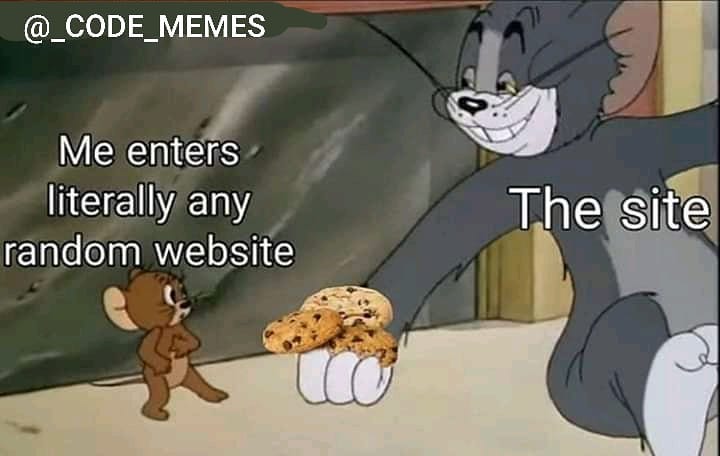 @_CODE_MEMES
Me enters
literally any
random website
The site